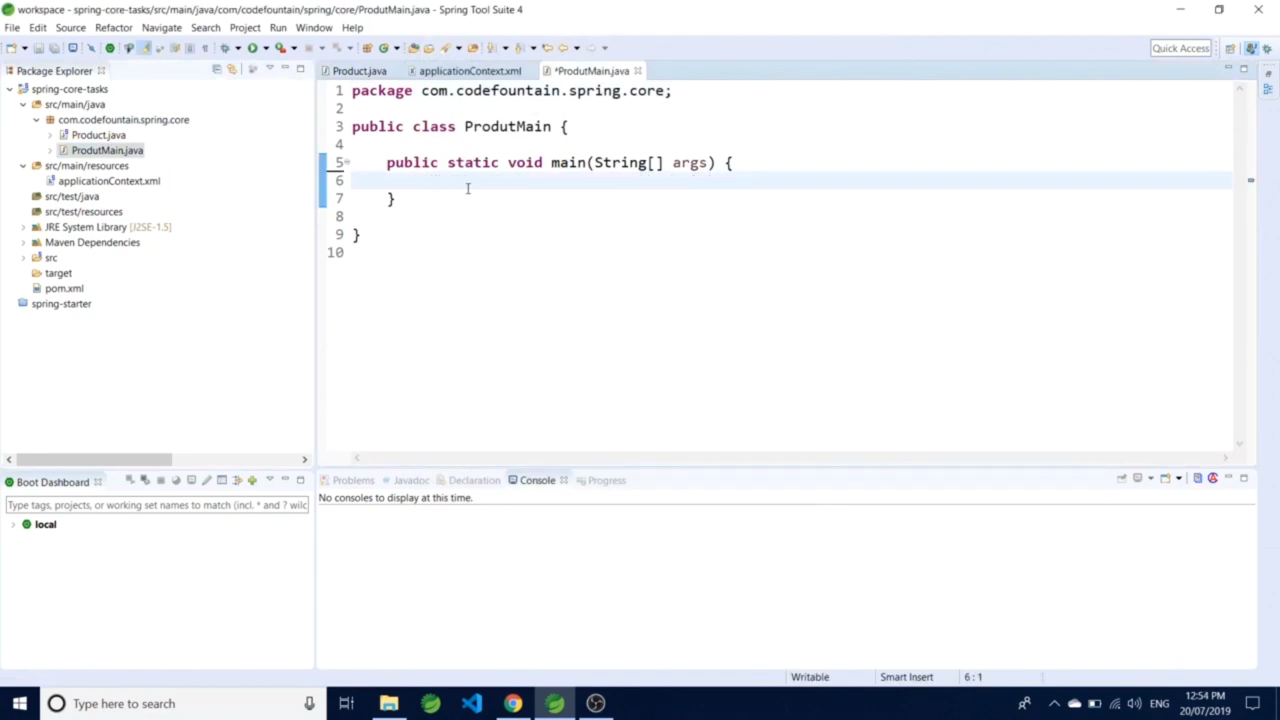 workspace - spring-core-tasks/src/main/java/com/codefountain/spring/core/ProdutMain.java - Spring Tool Suite 4
File Edit Source Refactor Navigate Search Project Run Window Help
Quick Access
Package Explorer
Product.java applicationContext.xml *ProdutMain.java
spring-core-tasks
src/main/java
com.codefountain.spring.core
Product.java
ProdutMain.java
src/main/resources
applicationContext.xml
src/test/java
src/test/resources
JRE System Library [J2SE-1.5]
Maven Dependencies
src
target
pom.xml
spring-starter
1 package com.codefountain.spring.core;
2
3 public class ProdutMain {
4
5 public static void main(String[] args) {
6
7 }
8
9 }
10
Boot Dashboard
Type tags, projects, or working set names to match (incl. * and ? wilc
local
Problems Javadoc Declaration Console Progress
No consoles to display at this time.
Writable Smart Insert 6 : 1
Type here to search
ENG
12:54 PM
20/07/2019